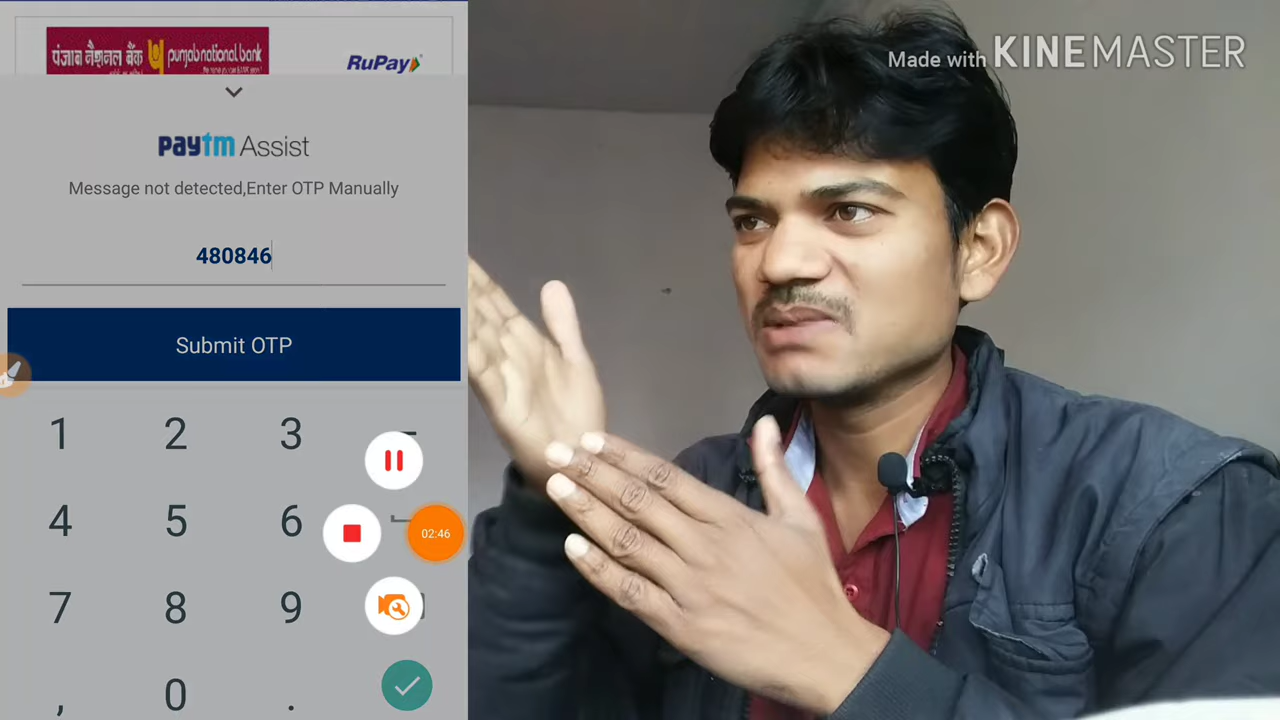 पंजाब नैशनल बैंक punjab national bank
RuPay
Made with KINEMASTER
paytm Assist
Message not detected,Enter OTP Manually
480846
Submit OTP
1 2 3 –
4 5 6
02:46
7 8 9
, 0 .